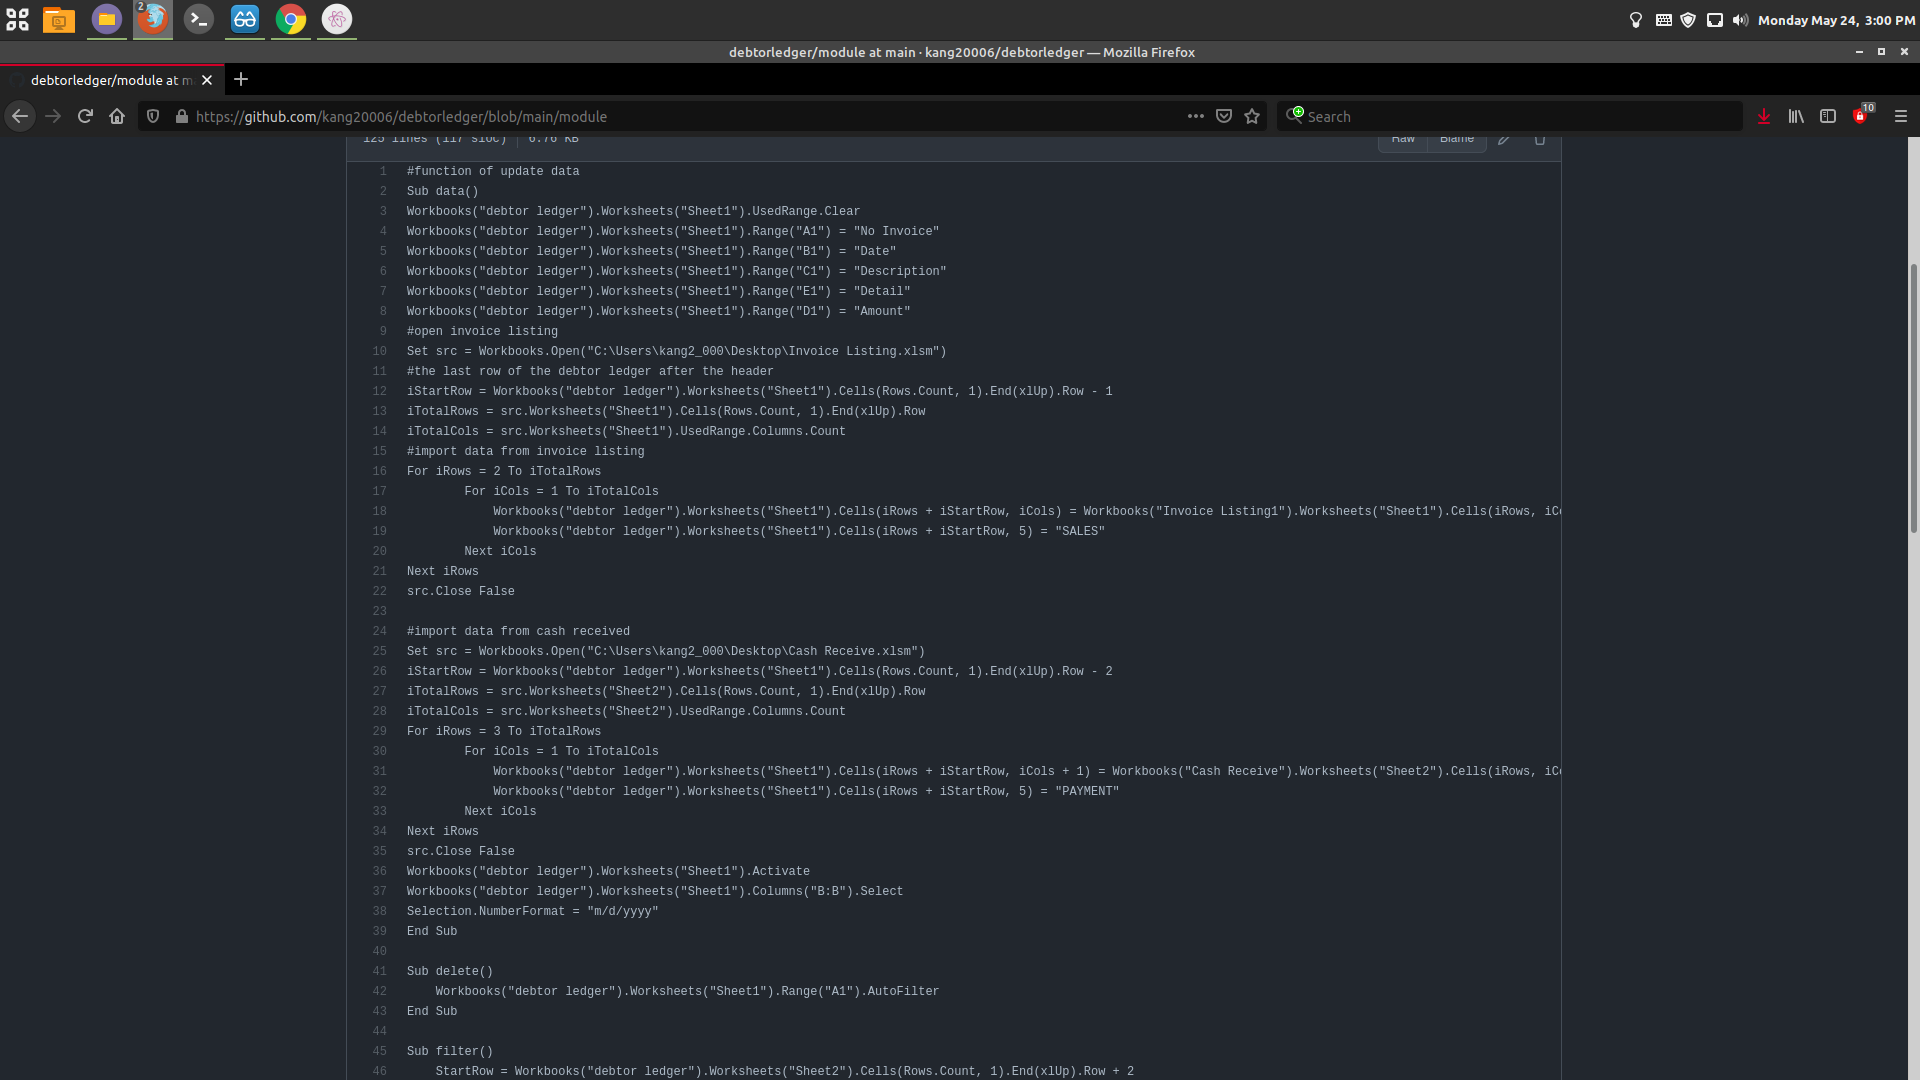 2
Monday May 24, 3:00 PM
debtorledger/module at main · kang20006/debtorledger — Mozilla Firefox
debtorledger/module at m
https://github.com/kang20006/debtorledger/blob/main/module
Search
10
125 lines (117 sloc) 6.76 KB
Raw Blame
1 #function of update data
2 Sub data()
3 Workbooks("debtor ledger").Worksheets("Sheet1").UsedRange.Clear
4 Workbooks("debtor ledger").Worksheets("Sheet1").Range("A1") = "No Invoice"
5 Workbooks("debtor ledger").Worksheets("Sheet1").Range("B1") = "Date"
6 Workbooks("debtor ledger").Worksheets("Sheet1").Range("C1") = "Description"
7 Workbooks("debtor ledger").Worksheets("Sheet1").Range("E1") = "Detail"
8 Workbooks("debtor ledger").Worksheets("Sheet1").Range("D1") = "Amount"
9 #open invoice listing
10 Set src = Workbooks.Open("C:\Users\kang2_000\Desktop\Invoice Listing.xlsm")
11 #the last row of the debtor ledger after the header
12 iStartRow = Workbooks("debtor ledger").Worksheets("Sheet1").Cells(Rows.Count, 1).End(xlUp).Row - 1
13 iTotalRows = src.Worksheets("Sheet1").Cells(Rows.Count, 1).End(xlUp).Row
14 iTotalCols = src.Worksheets("Sheet1").UsedRange.Columns.Count
15 #import data from invoice listing
16 For iRows = 2 To iTotalRows
17 For iCols = 1 To iTotalCols
18 Workbooks("debtor ledger").Worksheets("Sheet1").Cells(iRows + iStartRow, iCols) = Workbooks("Invoice Listing1").Worksheets("Sheet1").Cells(iRows, iCo
19 Workbooks("debtor ledger").Worksheets("Sheet1").Cells(iRows + iStartRow, 5) = "SALES"
20 Next iCols
21 Next iRows
22 src.Close False
23
24 #import data from cash received
25 Set src = Workbooks.Open("C:\Users\kang2_000\Desktop\Cash Receive.xlsm")
26 iStartRow = Workbooks("debtor ledger").Worksheets("Sheet1").Cells(Rows.Count, 1).End(xlUp).Row - 2
27 iTotalRows = src.Worksheets("Sheet2").Cells(Rows.Count, 1).End(xlUp).Row
28 iTotalCols = src.Worksheets("Sheet2").UsedRange.Columns.Count
29 For iRows = 3 To iTotalRows
30 For iCols = 1 To iTotalCols
31 Workbooks("debtor ledger").Worksheets("Sheet1").Cells(iRows + iStartRow, iCols + 1) = Workbooks("Cash Receive").Worksheets("Sheet2").Cells(iRows, iCo
32 Workbooks("debtor ledger").Worksheets("Sheet1").Cells(iRows + iStartRow, 5) = "PAYMENT"
33 Next iCols
34 Next iRows
35 src.Close False
36 Workbooks("debtor ledger").Worksheets("Sheet1").Activate
37 Workbooks("debtor ledger").Worksheets("Sheet1").Columns("B:B").Select
38 Selection.NumberFormat = "m/d/yyyy"
39 End Sub
40
41 Sub delete()
42 Workbooks("debtor ledger").Worksheets("Sheet1").Range("A1").AutoFilter
43 End Sub
44
45 Sub filter()
46 StartRow = Workbooks("debtor ledger").Worksheets("Sheet2").Cells(Rows.Count, 1).End(xlUp).Row + 2